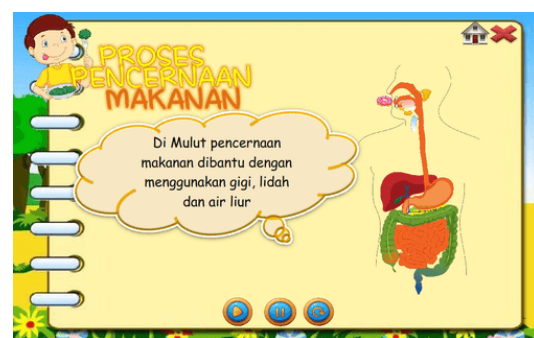 PROSES
PENCERNAAN
MAKANAN
Di Mulut pencernaan
makanan dibantu dengan
menggunakan gigi, lidah
dan air liur